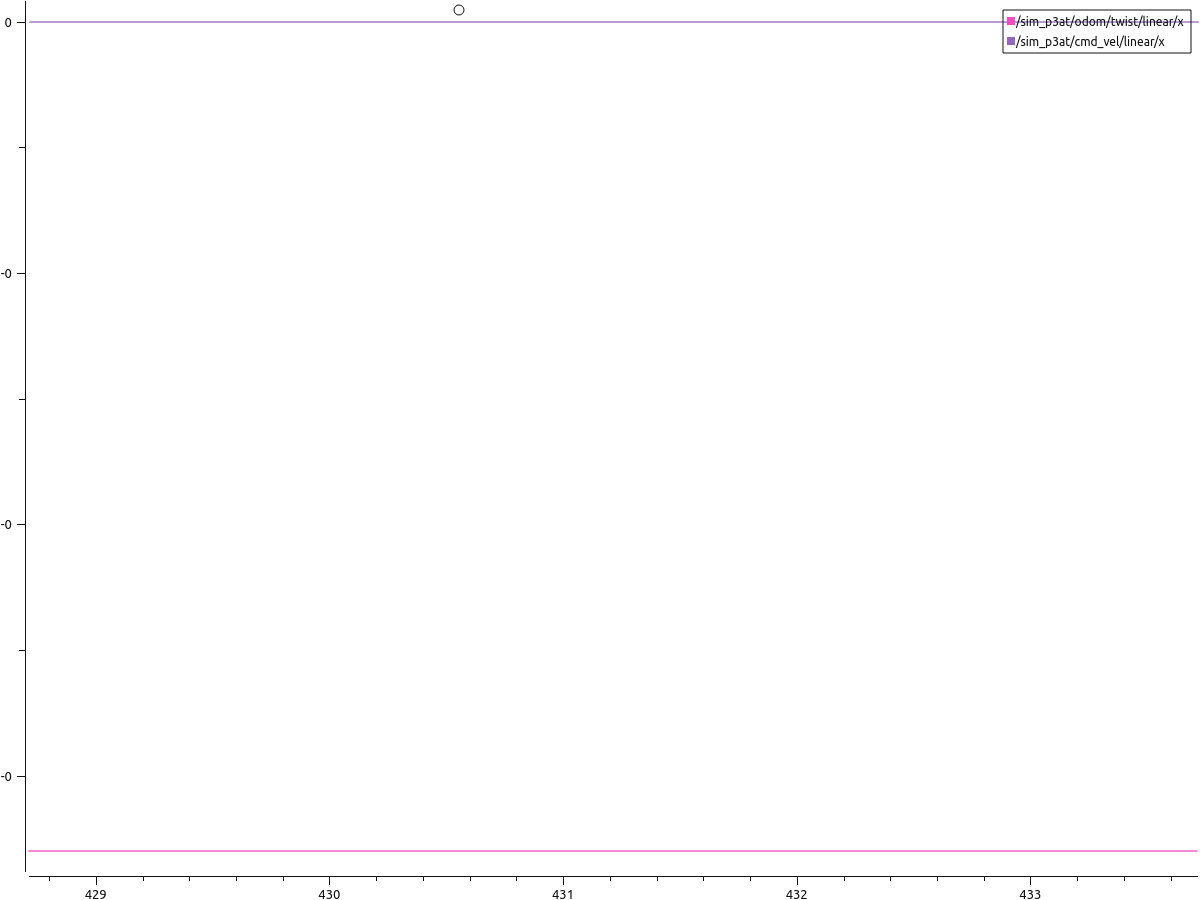 0
/sim_p3at/odom/twist/linear/x
/sim_p3at/cmd_vel/linear/x
-0
-0
-0
429 430 431 432 433